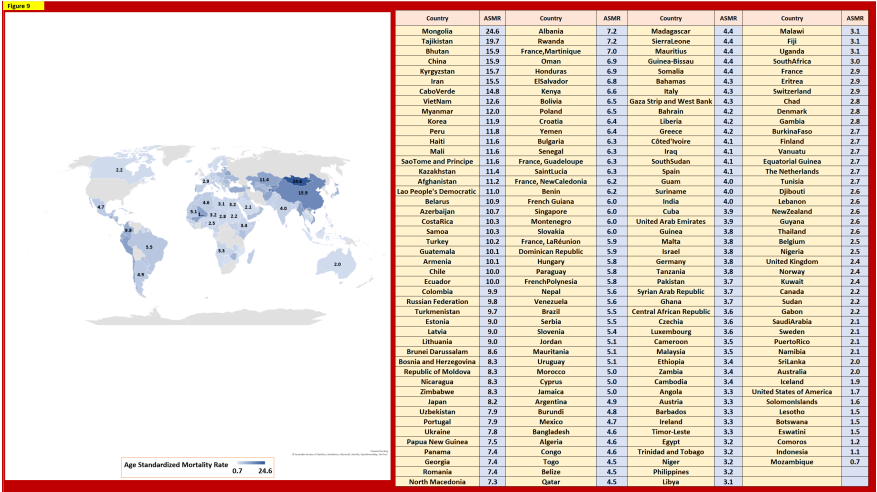 Figure 9
2.2
2.9
11.4
15.9
4.7
4.6 3.1 3.2 2.1
4.0
5.1 3.2 2.8 2.2
2.5 3.4
5.5
3.3
2.0
4.9
Age Standardized Mortality Rate
0.7 24.6
Country ASMR Country ASMR Country ASMR Country ASMR
Mongolia 24.6 Albania 7.2 Madagascar 4.4 Malawi 3.1
Tajikistan 19.7 Rwanda 7.2 SierraLeone 4.4 Fiji 3.1
Bhutan 15.9 France,Martinique 7.0 Mauritius 4.4 Uganda 3.1
China 15.9 Oman 6.9 Guinea-Bissau 4.4 SouthAfrica 3.0
Kyrgyzstan 15.7 Honduras 6.9 Somalia 4.4 France 2.9
Iran 15.5 ElSalvador 6.8 Bahamas 4.3 Eritrea 2.9
CaboVerde 14.8 Kenya 6.6 Italy 4.3 Switzerland 2.9
VietNam 12.6 Bolivia 6.5 Gaza Strip and West Bank 4.3 Chad 2.8
Myanmar 12.0 Poland 6.5 Bahrain 4.2 Denmark 2.8
Korea 11.9 Croatia 6.4 Liberia 4.2 Gambia 2.8
Peru 11.8 Yemen 6.4 Greece 4.2 BurkinaFaso 2.7
Haiti 11.6 Bulgaria 6.3 Côted'Ivoire 4.1 Finland 2.7
Mali 11.6 Senegal 6.3 Iraq 4.1 Vanuatu 2.7
SaoTome and Principe 11.6 France, Guadeloupe 6.3 SouthSudan 4.1 Equatorial Guinea 2.7
Kazakhstan 11.4 SaintLucia 6.3 Spain 4.1 The Netherlands 2.7
Afghanistan 11.2 France, NewCaledonia 6.2 Guam 4.0 Tunisia 2.7
Lao People's Democratic 11.0 Benin 6.2 Suriname 4.0 Djibouti 2.6
Belarus 10.9 French Guiana 6.0 India 4.0 Lebanon 2.6
Azerbaijan 10.7 Singapore 6.0 Cuba 3.9 NewZealand 2.6
CostaRica 10.3 Montenegro 6.0 United Arab Emirates 3.9 Guyana 2.6
Samoa 10.3 Slovakia 6.0 Guinea 3.8 Thailand 2.6
Turkey 10.2 France, LaRéunion 5.9 Malta 3.8 Belgium 2.5
Guatemala 10.1 Dominican Republic 5.9 Israel 3.8 Nigeria 2.5
Armenia 10.1 Hungary 5.8 Germany 3.8 United Kingdom 2.4
Chile 10.0 Paraguay 5.8 Tanzania 3.8 Norway 2.4
Ecuador 10.0 FrenchPolynesia 5.8 Pakistan 3.7 Kuwait 2.4
Colombia 9.9 Nepal 5.6 Syrian Arab Republic 3.7 Canada 2.2
Russian Federation 9.8 Venezuela 5.6 Ghana 3.7 Sudan 2.2
Turkmenistan 9.7 Brazil 5.5 Central African Republic 3.6 Gabon 2.2
Estonia 9.0 Serbia 5.5 Czechia 3.6 SaudiArabia 2.1
Latvia 9.0 Slovenia 5.4 Luxembourg 3.6 Sweden 2.1
Lithuania 9.0 Jordan 5.1 Cameroon 3.5 PuertoRico 2.1
Brunei Darussalam 8.6 Mauritania 5.1 Malaysia 3.5 Namibia 2.1
Bosnia and Herzegovina 8.3 Uruguay 5.1 Ethiopia 3.4 SriLanka 2.0
Republic of Moldova 8.3 Morocco 5.0 Zambia 3.4 Australia 2.0
Nicaragua 8.3 Cyprus 5.0 Cambodia 3.4 Iceland 1.9
Zimbabwe 8.3 Jamaica 5.0 Angola 3.3 United States of America 1.7
Japan 8.2 Argentina 4.9 Austria 3.3 SolomonIslands 1.6
Uzbekistan 7.9 Burundi 4.8 Barbados 3.3 Lesotho 1.5
Portugal 7.9 Mexico 4.7 Ireland 3.3 Botswana 1.5
Ukraine 7.8 Bangladesh 4.6 Timor-Leste 3.3 Eswatini 1.5
Papua New Guinea 7.5 Algeria 4.6 Egypt 3.2 Comoros 1.2
Panama 7.4 Congo 4.6 Trinidad and Tobago 3.2 Indonesia 1.1
Georgia 7.4 Togo 4.5 Niger 3.2 Mozambique 0.7
Romania 7.4 Belize 4.5 Philippines 3.2
North Macedonia 7.3 Qatar 4.5 Libya 3.1